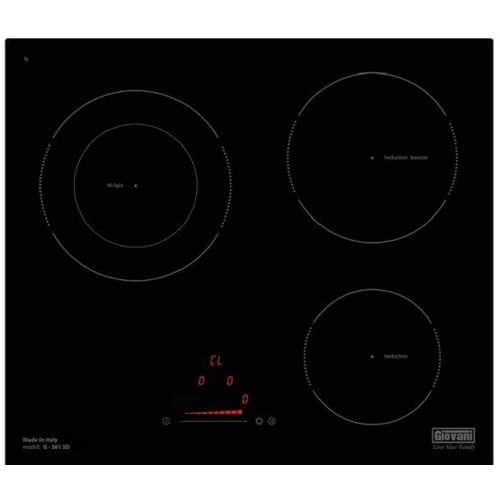 Induction booster
Hi-light
Induction
CL
0 0
0
Made in Italy
model: G - 361 SD
Giovani
Love Your Family